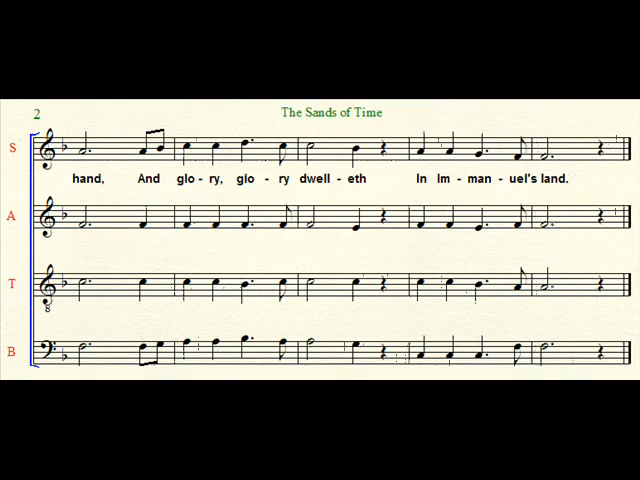 2
The Sands of Time
S
hand, And glo - ry, glo - ry dwell - eth In Im - man - uel's land.
A
T
8
B